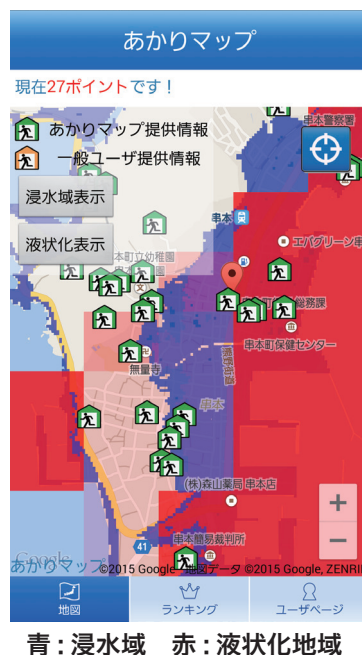 あかりマップ
現在27ポイントです！
あかりマップ提供情報
一般ユーザ提供情報
串本警察署
浸水域表示
串本
エバグリーン串
液状化表示
本町立幼稚園
総務課
串本町保健センター
無量寺
熊野街道
串本
(株)森山薬局 串本店
41
串本簡易裁判所
Google
あかりマップ
©2015 Google 地図データ ©2015 Google, ZENRI
地図
ランキング
ユーザページ
青：浸水域　赤：液状化地域